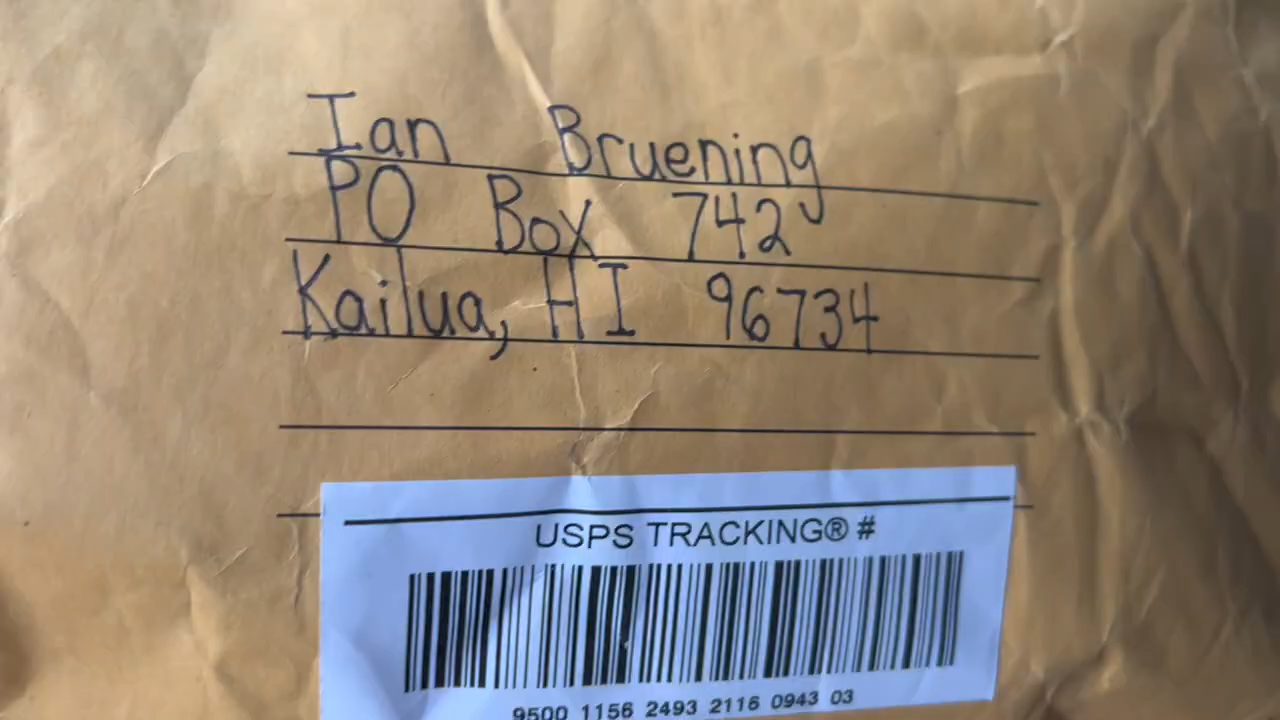 Ian Bruening
PO Box 742
Kailua, HI 96734
USPS TRACKING® #
9500 1156 2493 2116 0943 03